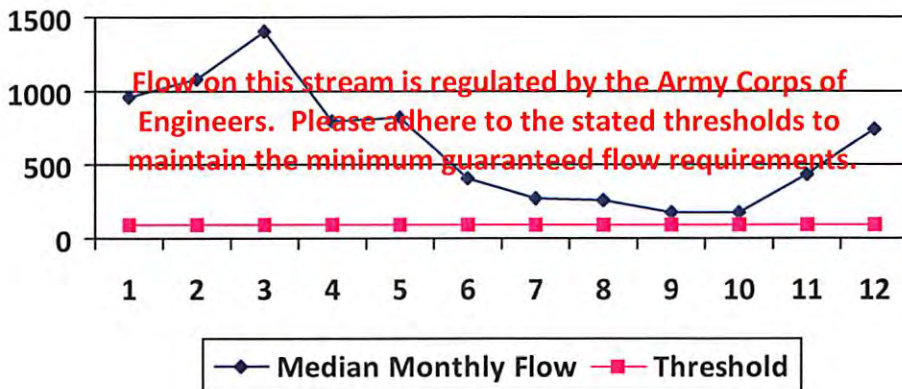 1500
Flow on this stream is regulated by the Army Corps of
1000
Engineers. Please adhere to the stated thresholds to
500
maintain the minimum guaranteed flow requirements.
0
1 2 3 4 5 6 7 8 9 10 11 12
Median Monthly Flow Threshold